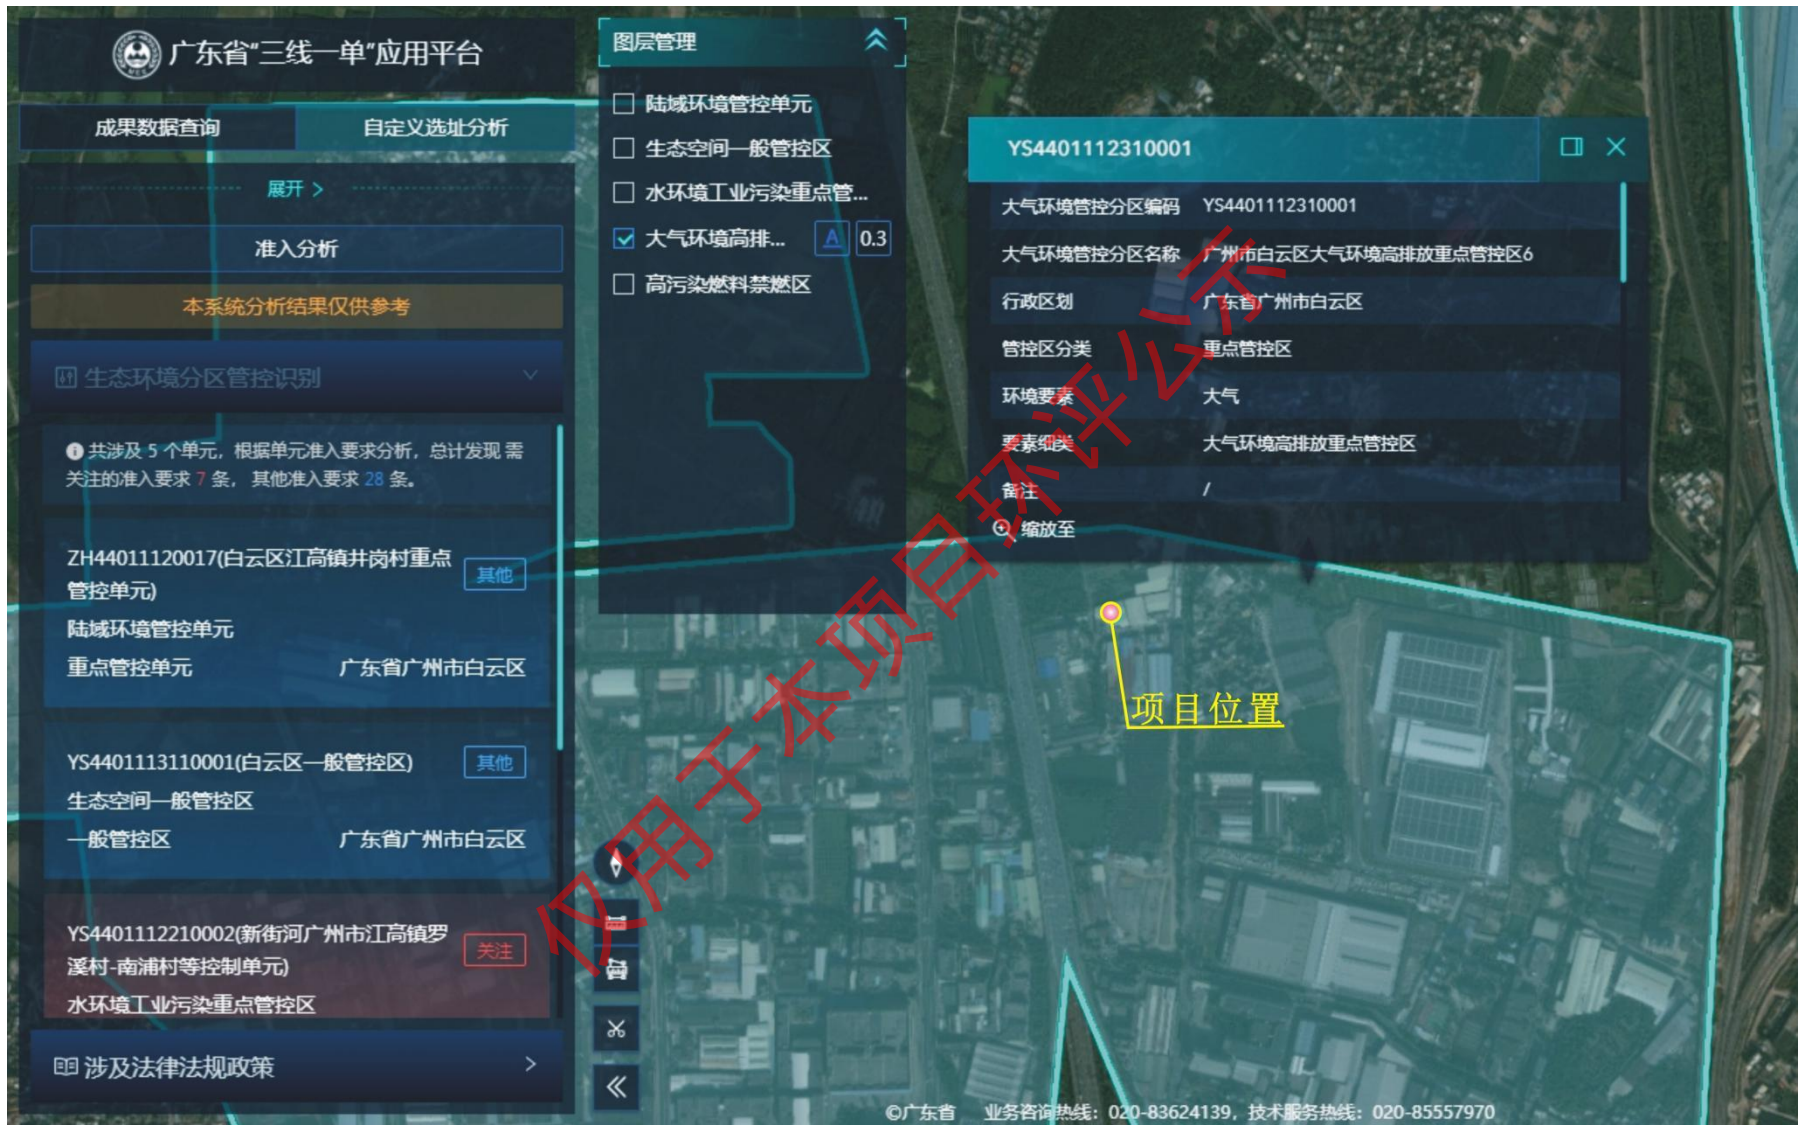 广东省"三线一单"应用平台
成果数据查询
自定义选址分析
展开 >
准入分析
本系统分析结果仅供参考
生态环境分区管控识别
共涉及 5 个单元，根据单元准入要求分析，总计发现 需
关注的准入要求 7 条， 其他准入要求 28 条。
ZH44011120017(白云区江高镇井岗村重点
管控单元)
其他
陆域环境管控单元
重点管控单元
广东省广州市白云区
YS4401113110001(白云区一般管控区)
其他
生态空间一般管控区
一般管控区
广东省广州市白云区
YS4401112210002(新街河广州市江高镇罗
溪村-南浦村等控制单元)
关注
水环境工业污染重点管控区
涉及法律法规政策
图层管理
陆域环境管控单元
生态空间一般管控区
水环境工业污染重点管...
大气环境高排...
A
0.3
高污染燃料禁燃区
YS4401112310001
大气环境管控分区编码 YS4401112310001
大气环境管控分区名称 广州市白云区大气环境高排放重点管控区6
行政区划 广东省广州市白云区
管控区分类 重点管控区
环境要素 大气
要素细类 大气环境高排放重点管控区
备注 /
缩放至
项目位置
仅用于本项目环评公示
©广东省 业务咨询热线：020-83624139，技术服务热线：020-85557970